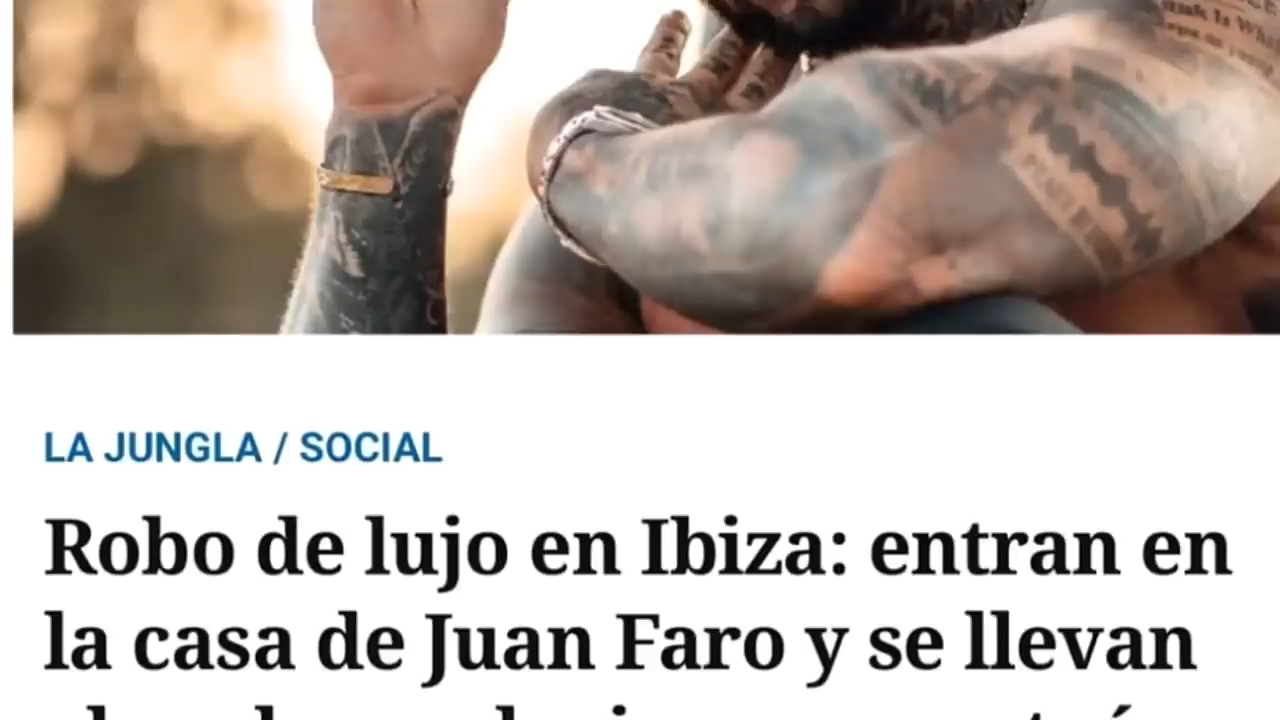 LA JUNGLA / SOCIAL
Robo de lujo en Ibiza: entran en
la casa de Juan Faro y se llevan